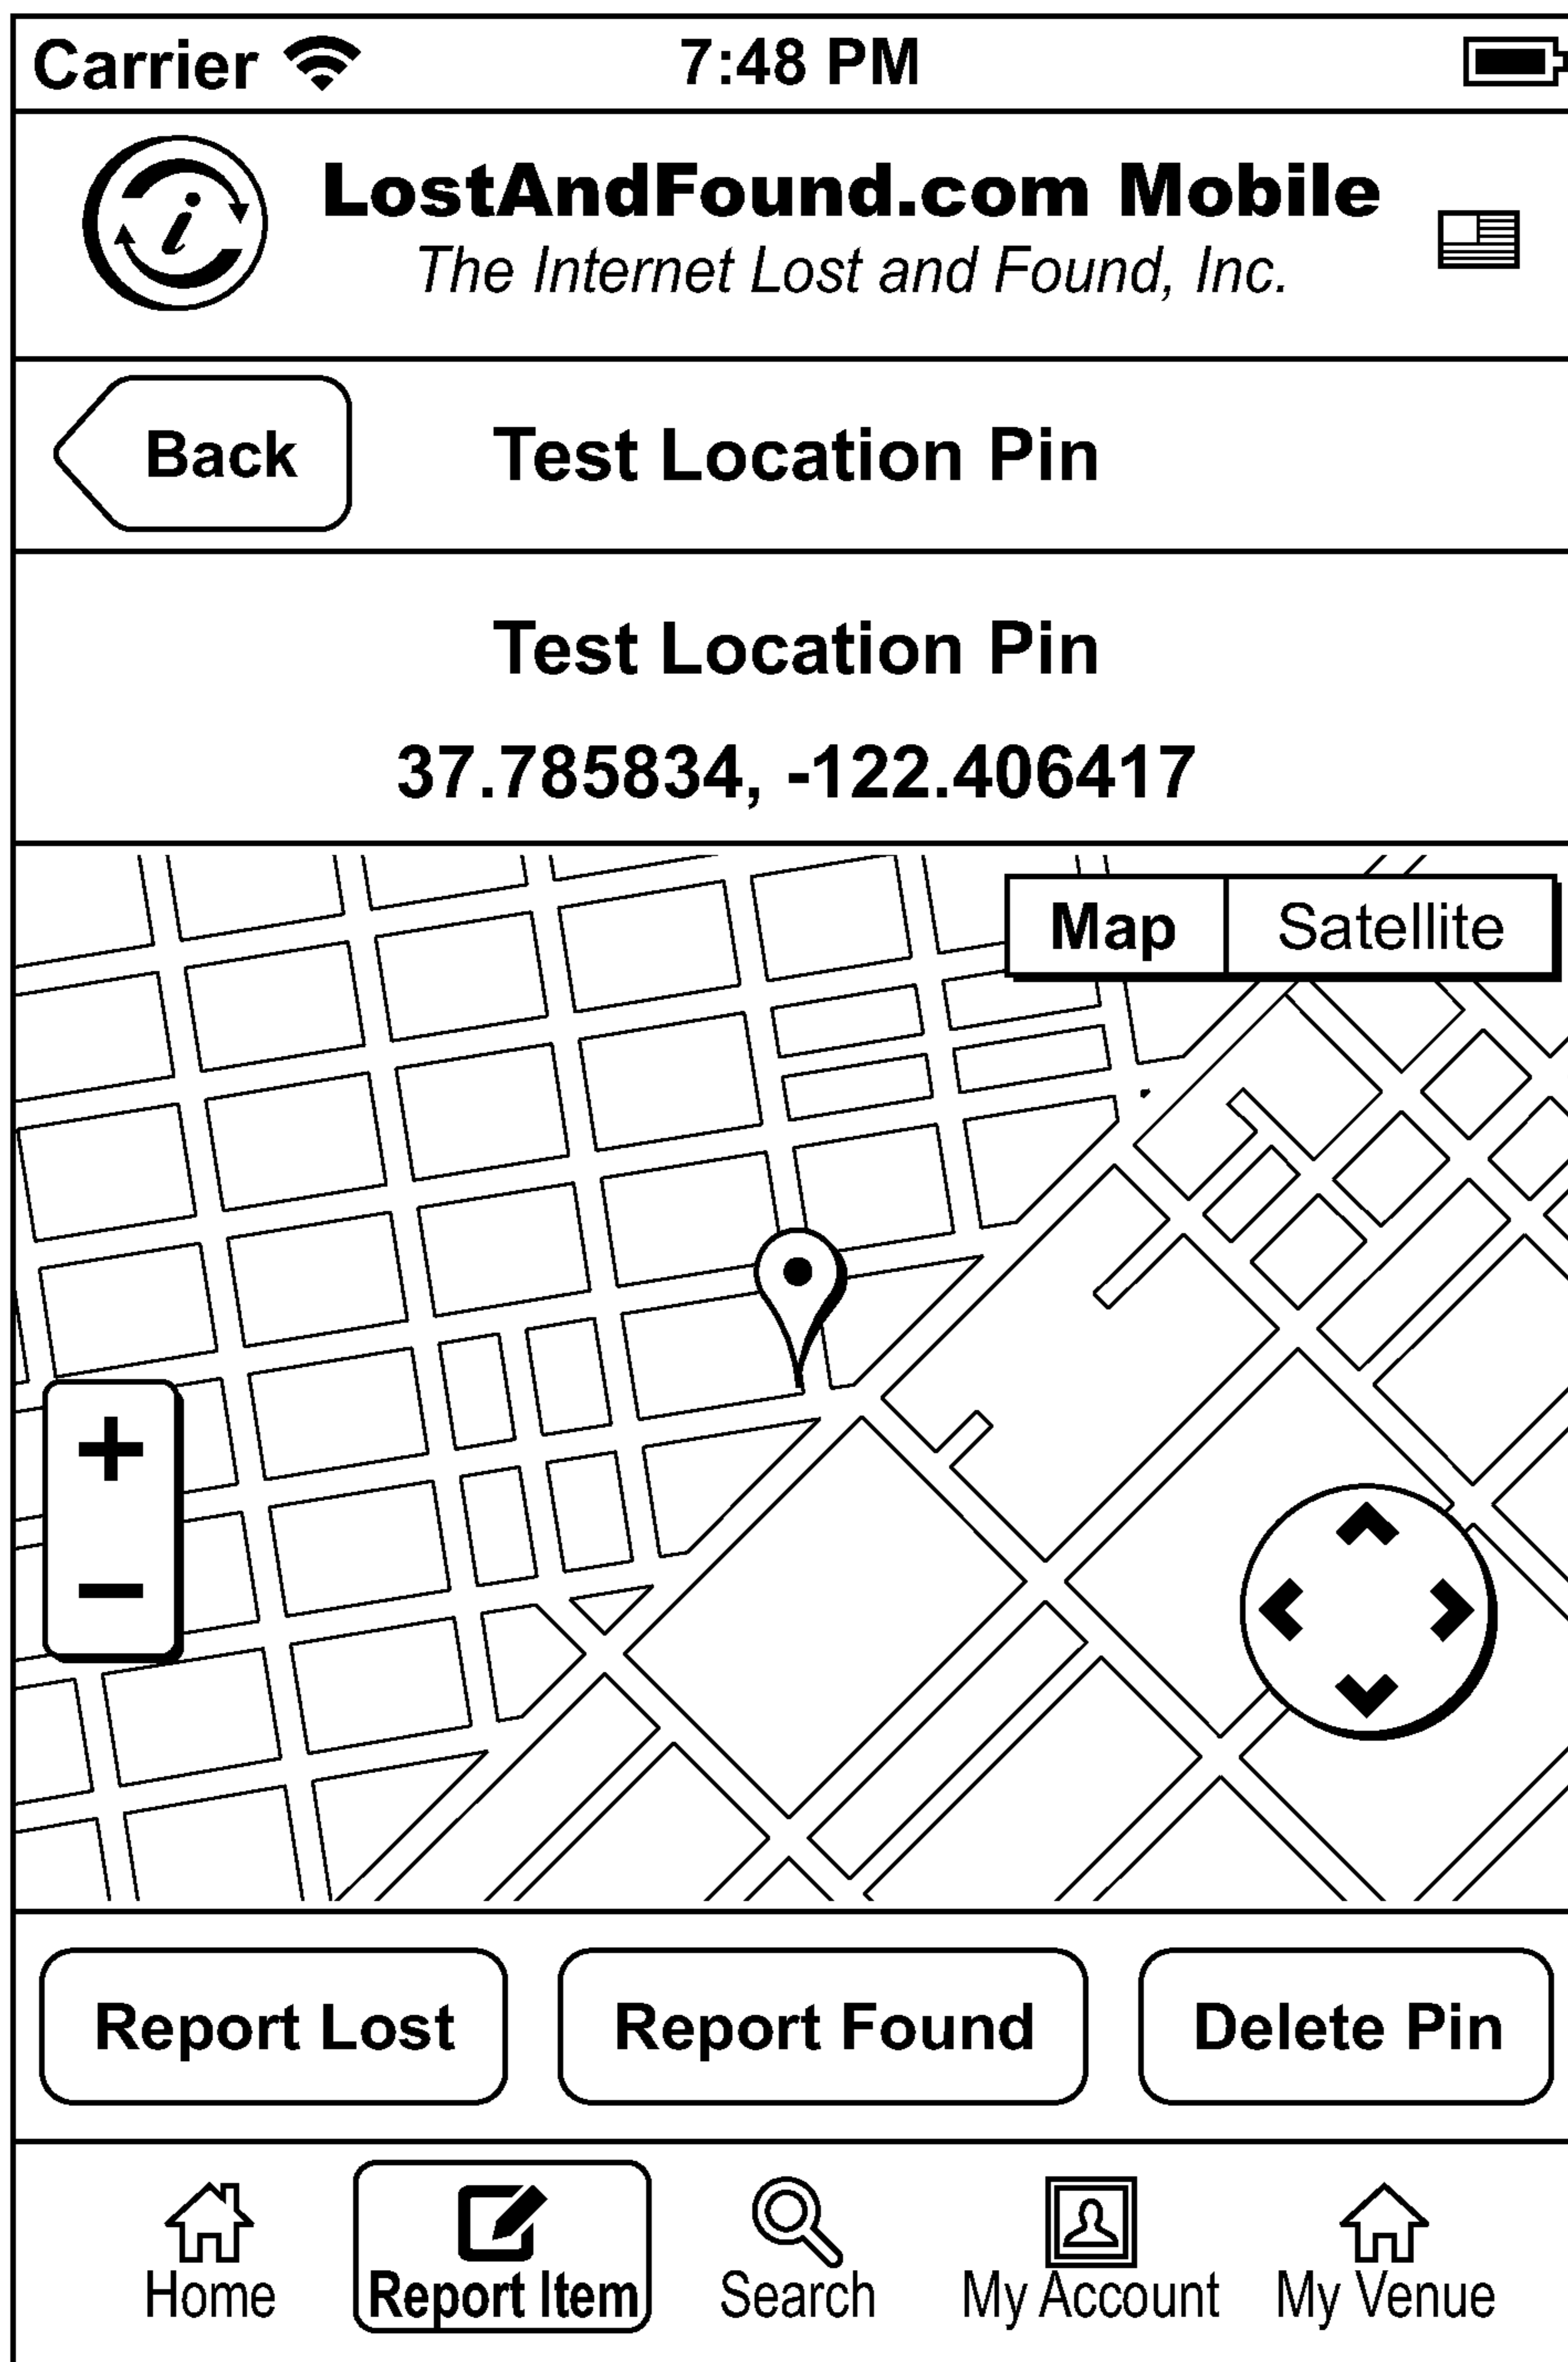 Carrier 7:48 PM
LostAndFound.com Mobile
The Internet Lost and Found, Inc.
Back Test Location Pin
Test Location Pin
37.785834, -122.406417
Map Satellite
+
−
Report Lost Report Found Delete Pin
Home Report Item Search My Account My Venue